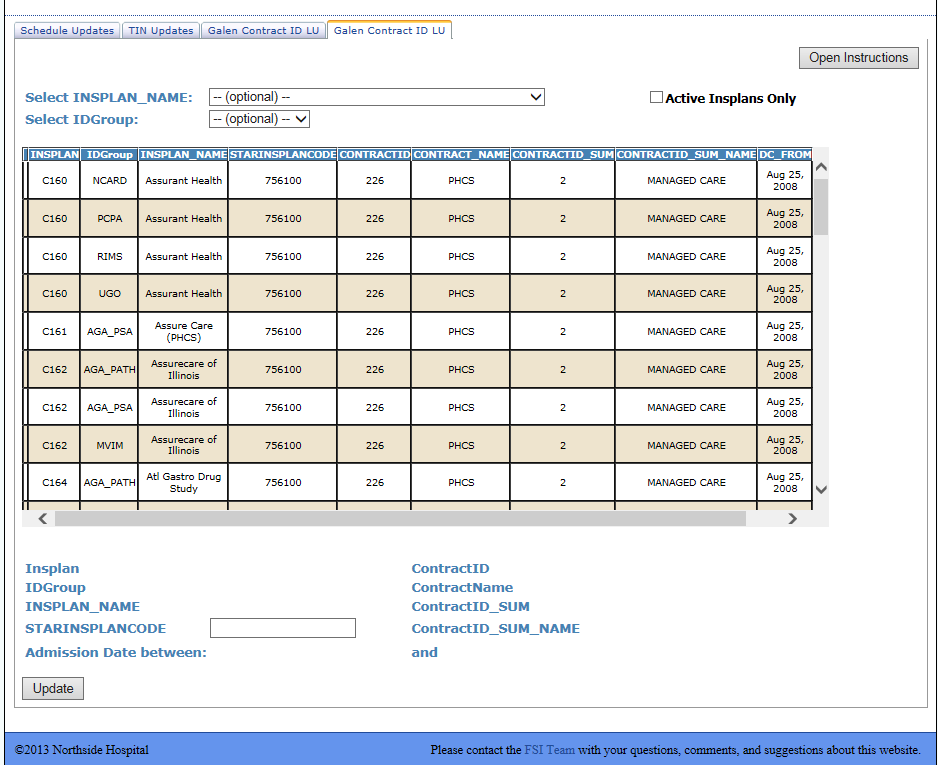 Schedule Updates TIN Updates Galen Contract ID LU Galen Contract ID LU
Open Instructions
Select INSPLAN_NAME: -- (optional) -- Active Insplans Only
Select IDGroup: -- (optional) --
INSPLAN IDGroup INSPLAN_NAME STARINSPLANCODE CONTRACTID CONTRACT_NAME CONTRACTID_SUM CONTRACTID_SUM_NAME DC_FROM
C160 NCARD Assurant Health 756100 226 PHCS 2 MANAGED CARE Aug 25, 2008
C160 PCPA Assurant Health 756100 226 PHCS 2 MANAGED CARE Aug 25, 2008
C160 RIMS Assurant Health 756100 226 PHCS 2 MANAGED CARE Aug 25, 2008
C160 UGO Assurant Health 756100 226 PHCS 2 MANAGED CARE Aug 25, 2008
C161 AGA_PSA Assure Care (PHCS) 756100 226 PHCS 2 MANAGED CARE Aug 25, 2008
C162 AGA_PATH Assurecare of Illinois 756100 226 PHCS 2 MANAGED CARE Aug 25, 2008
C162 AGA_PSA Assurecare of Illinois 756100 226 PHCS 2 MANAGED CARE Aug 25, 2008
C162 MVIM Assurecare of Illinois 756100 226 PHCS 2 MANAGED CARE Aug 25, 2008
C164 AGA_PATH Atl Gastro Drug Study 756100 226 PHCS 2 MANAGED CARE Aug 25, 2008
Insplan ContractID
IDGroup ContractName
INSPLAN_NAME ContractID_SUM
STARINSPLANCODE ContractID_SUM_NAME
Admission Date between: and
Update
©2013 Northside Hospital Please contact the FSI Team with your questions, comments, and suggestions about this website.